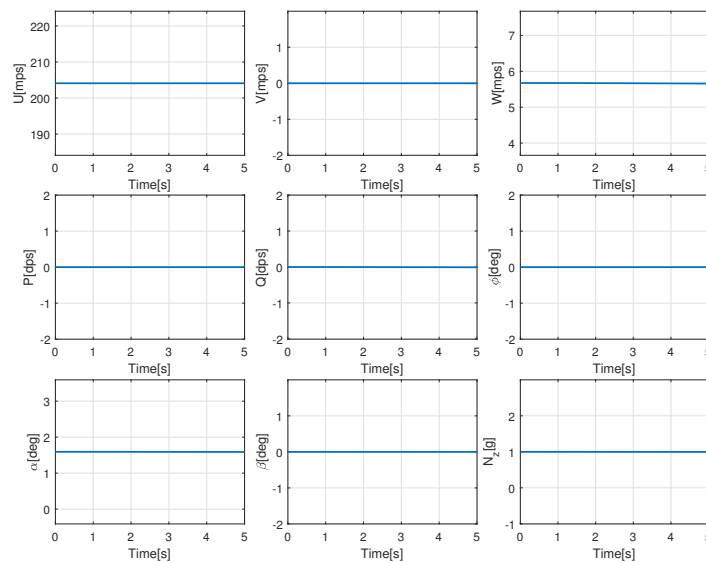 220
210
200
190
U[mps]
0 1 2 3 4 5
Time[s]
1
0
-1
-2
V[mps]
0 1 2 3 4 5
Time[s]
7
6
5
4
W[mps]
0 1 2 3 4 5
Time[s]
2
1
0
-1
-2
P[dps]
0 1 2 3 4 5
Time[s]
2
1
0
-1
-2
Q[dps]
0 1 2 3 4 5
Time[s]
2
1
0
-1
-2
ϕ[deg]
0 1 2 3 4 5
Time[s]
3
2
1
0
α[deg]
0 1 2 3 4 5
Time[s]
1
0
-1
-2
β[deg]
0 1 2 3 4 5
Time[s]
2
1
0
-1
N_z[g]
0 1 2 3 4 5
Time[s]